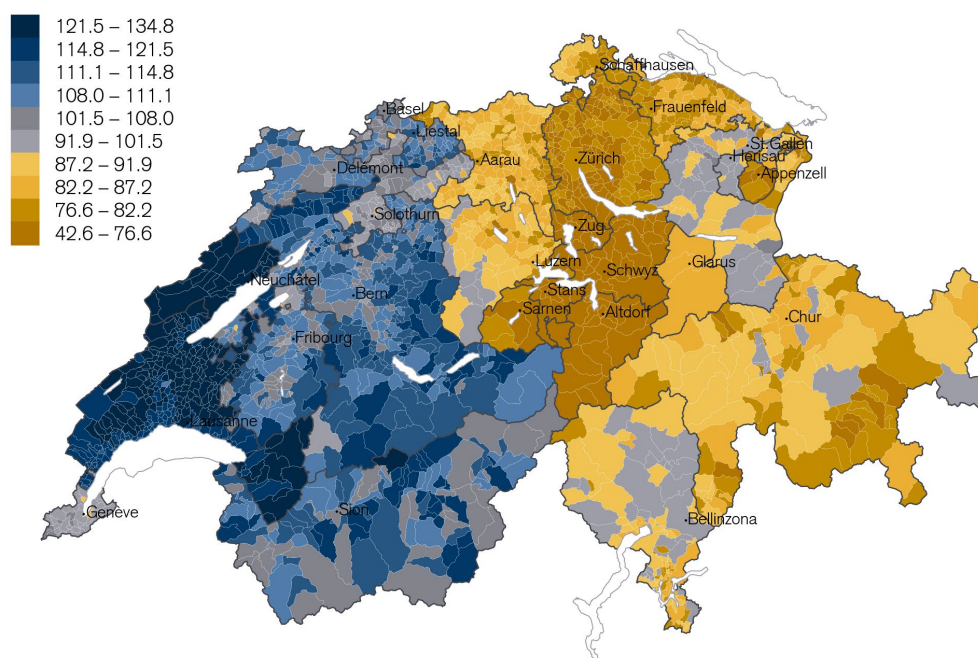 121.5 – 134.8
114.8 – 121.5
111.1 – 114.8
108.0 – 111.1
101.5 – 108.0
91.9 – 101.5
87.2 – 91.9
82.2 – 87.2
76.6 – 82.2
42.6 – 76.6
Schaffhausen
Basel
Frauenfeld
Liestal
St.Gallen
Herisau
Aarau
Zürich
Delémont
Appenzell
Solothurn
Zug
Luzern
Glarus
Schwyz
Neuchâtel
Stans
Bern
Sarnen
Altdorf
Chur
Fribourg
Lausanne
Sion
Genève
Bellinzona